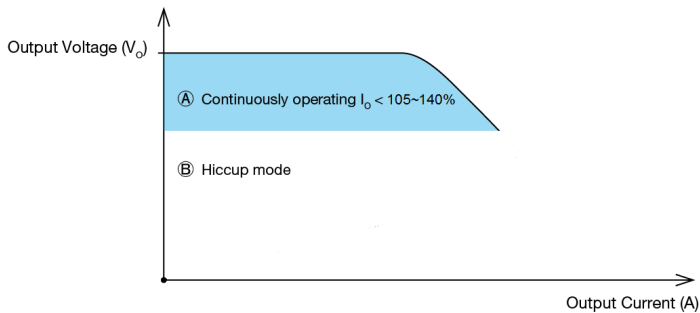 Output Voltage (Vo)
Ⓐ Continuously operating Io < 105~140%
Ⓑ Hiccup mode
Output Current (A)